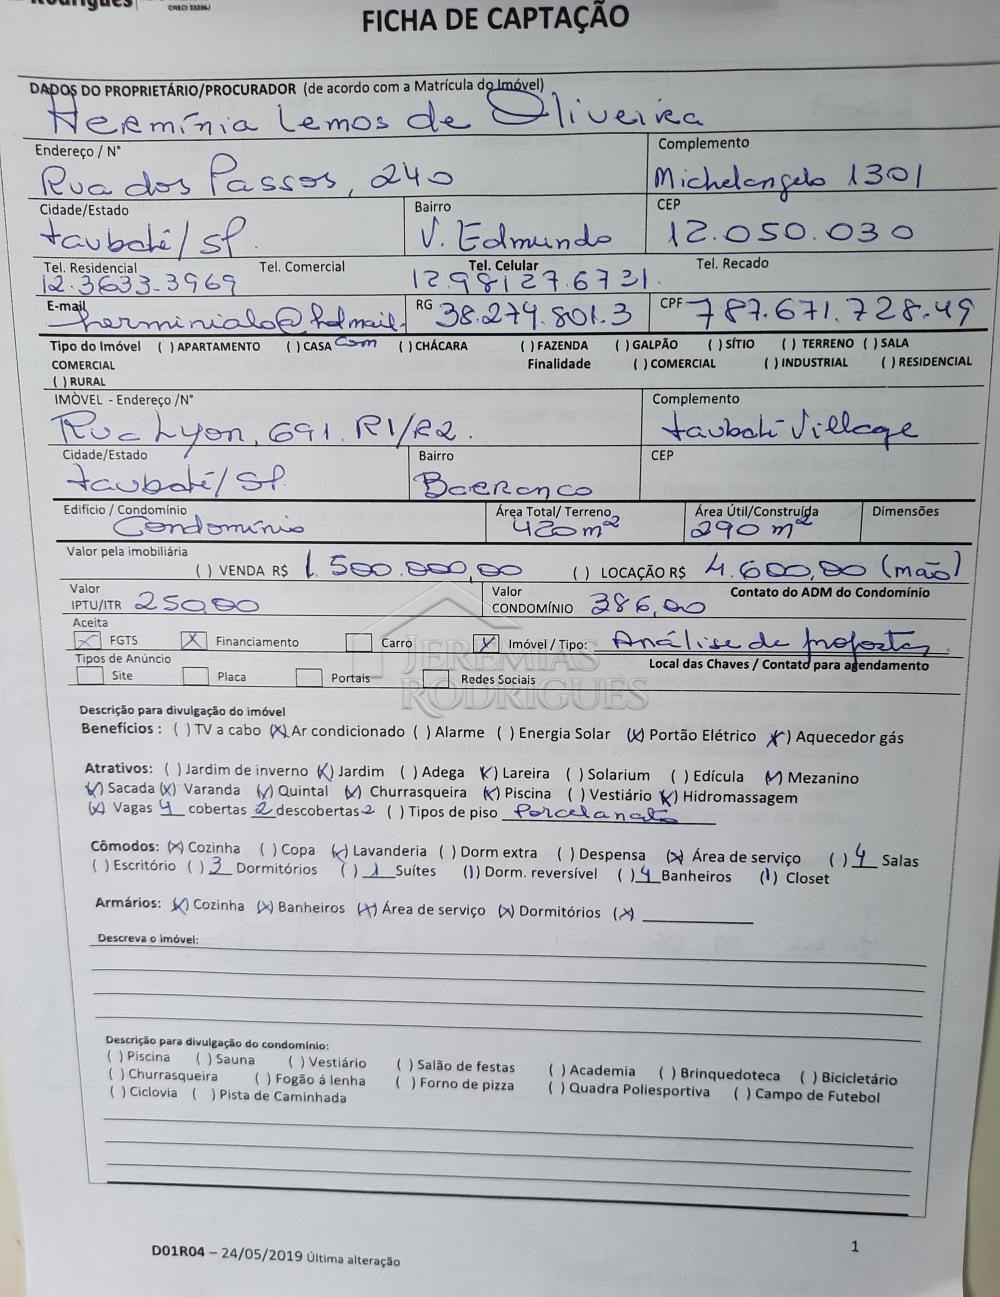 Rodrigues
FICHA DE CAPTAÇÃO
DADOS DO PROPRIETÁRIO/PROCURADOR (de acordo com a Matrícula do Imóvel)
Hermínia Lemos de Oliveira
Endereço / N° Complemento
Rua dos Passos, 240 Michelangelo 1301
Cidade/Estado Bairro CEP
Taubaté/SP. V. Edmundo 12.050.030
Tel. Residencial Tel. Comercial Tel. Celular Tel. Recado
12.3633.3969 12.98127.6731.
E-mail RG 38.279.801.3 CPF 787.671.728.49
herminialo@hotmail.
Tipo do Imóvel ( ) APARTAMENTO ( ) CASA Com ( ) CHÁCARA ( ) FAZENDA ( ) GALPÃO ( ) SÍTIO ( ) TERRENO ( ) SALA
COMERCIAL Finalidade ( ) COMERCIAL ( ) INDUSTRIAL ( ) RESIDENCIAL
( ) RURAL
IMÒVEL - Endereço /N° Complemento
Rua Lyon, 691. R1/R2. Taubaté Village
Cidade/Estado Bairro CEP
Taubaté/SP. Barranco
Edifício / Condomínio Área Total/ Terreno Área Útil/Construída Dimensões
Condomínio 420m² 290m²
Valor pela imobiliária
( ) VENDA R$ 1.500.000,00 ( ) LOCAÇÃO R$ 4.600,00 (mão)
Valor Valor Contato do ADM do Condomínio
IPTU/ITR 250,00 CONDOMÍNIO 386,00
Aceita
X FGTS X Financiamento Carro X Imóvel / Tipo: Análise de propostas
Tipos de Anúncio Local das Chaves / Contato para agendamento
Site Placa Portais Redes Sociais
JEREMIAS
RODRIGUES
Descrição para divulgação do imóvel
Benefícios : ( ) TV a cabo (X) Ar condicionado ( ) Alarme ( ) Energia Solar (X) Portão Elétrico (X) Aquecedor gás
Atrativos: ( ) Jardim de inverno (X) Jardim ( ) Adega (X) Lareira ( ) Solarium ( ) Edícula (X) Mezanino
(X) Sacada (X) Varanda (X) Quintal (X) Churrasqueira (X) Piscina ( ) Vestiário (X) Hidromassagem
(X) Vagas 4 cobertas 2 descobertas 2 ( ) Tipos de piso Porcelanato
Cômodos: (X) Cozinha ( ) Copa (X) Lavanderia ( ) Dorm extra ( ) Despensa (X) Área de serviço ( ) 4 Salas
( ) Escritório ( ) 3 Dormitórios ( ) 1 Suítes (1) Dorm. reversível ( ) 4 Banheiros (1) Closet
Armários: (X) Cozinha (X) Banheiros (X) Área de serviço (X) Dormitórios (X)
Descreva o imóvel:
Descrição para divulgação do condomínio:
( ) Piscina ( ) Sauna ( ) Vestiário ( ) Salão de festas ( ) Academia ( ) Brinquedoteca ( ) Bicicletário
( ) Churrasqueira ( ) Fogão á lenha ( ) Forno de pizza ( ) Quadra Poliesportiva ( ) Campo de Futebol
( ) Ciclovia ( ) Pista de Caminhada
D01R04 – 24/05/2019 Última alteração
1